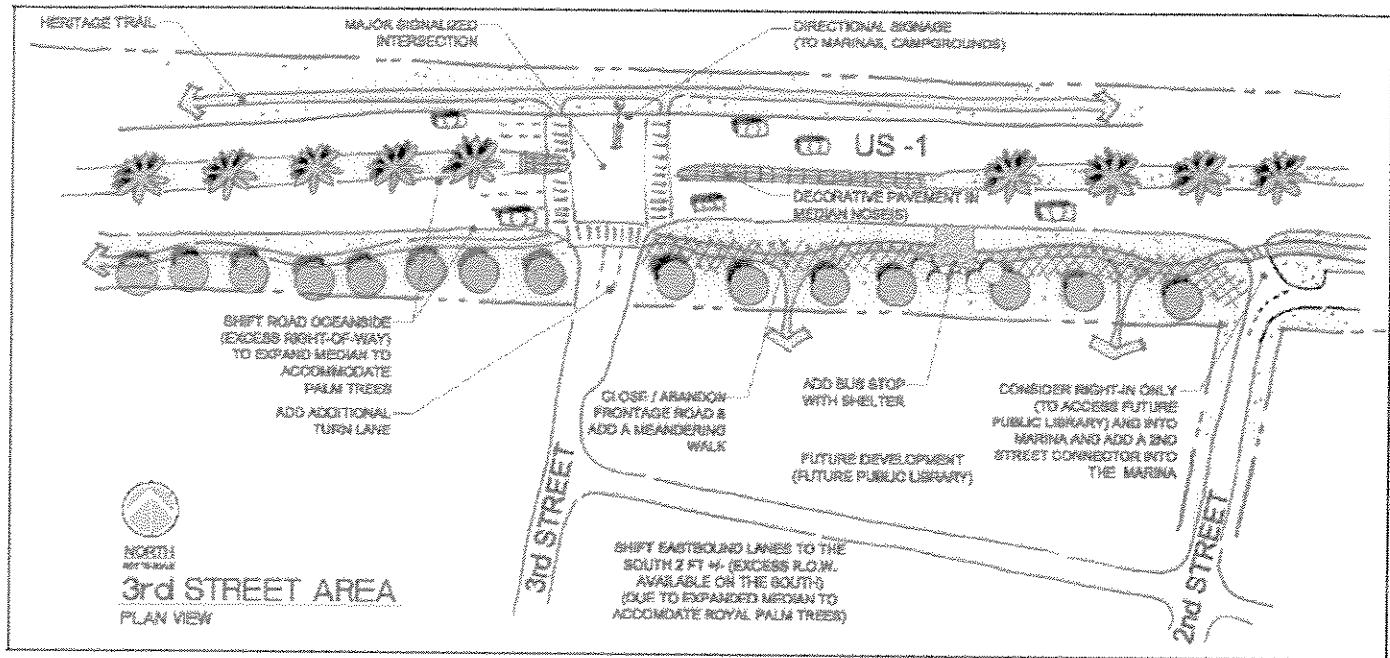 HERITAGE TRAIL
MAJOR SIGNALIZED
INTERSECTION
DIRECTIONAL SIGNAGE
(TO MARINAS, CAMPGROUNDS)
US-1
DECORATIVE PAVEMENT IN
MEDIAN NOSE(S)
SHIFT ROAD OCEANSIDE
(EXCESS RIGHT-OF-WAY)
TO EXPAND MEDIAN TO
ACCOMMODATE
PALM TREES
ADD ADDITIONAL
TURN LANE
CLOSE / ABANDON
FRONTAGE ROAD &
ADD A MEANDERING
WALK
ADD BUS STOP
WITH SHELTER
FUTURE DEVELOPMENT
(FUTURE PUBLIC LIBRARY)
CONSIDER RIGHT-IN ONLY
(TO ACCESS FUTURE
PUBLIC LIBRARY) AND INTO
MARINA AND ADD A 2ND
STREET CONNECTOR INTO
THE MARINA
3rd STREET
2nd STREET
SHIFT EASTBOUND LANES TO THE
SOUTH 2 FT +/- (EXCESS R.O.W.
AVAILABLE ON THE SOUTH)
(DUE TO EXPANDED MEDIAN TO
ACCOMDATE ROYAL PALM TREES)
NORTH
NOT TO SCALE
3rd STREET AREA
PLAN VIEW